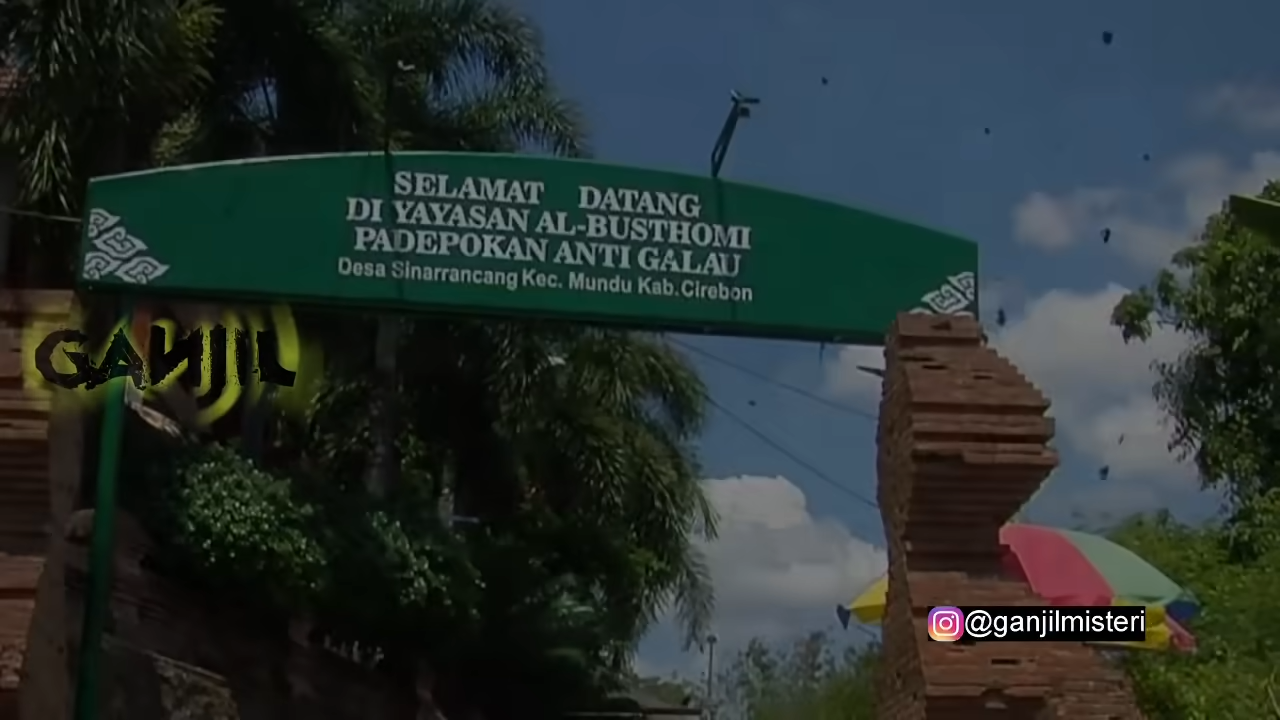 SELAMAT DATANG
DI YAYASAN AL-BUSTHOMI
PADEPOKAN ANTI GALAU
Desa Sinarrancang Kec. Mundu Kab. Cirebon
GANJIL
@ganjilmisteri